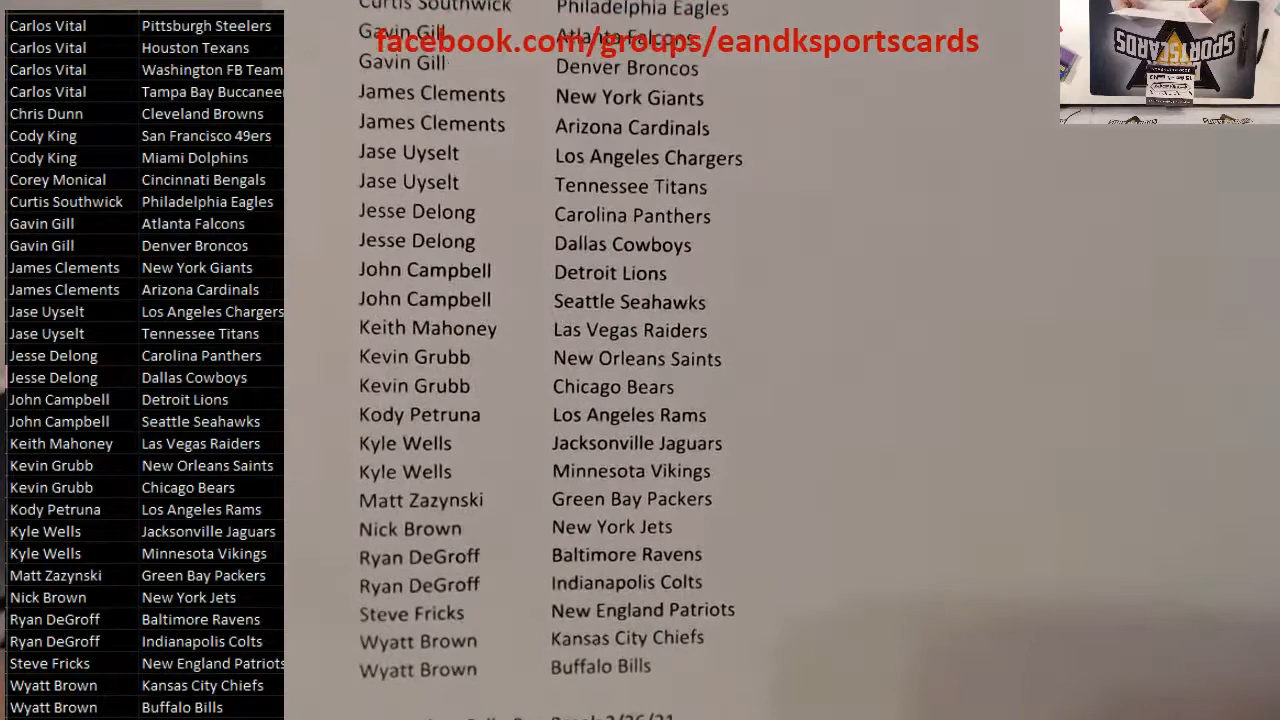 Carlos Vital Pittsburgh Steelers
Carlos Vital Houston Texans
Carlos Vital Washington FB Team
Carlos Vital Tampa Bay Buccanee
Chris Dunn Cleveland Browns
Cody King San Francisco 49ers
Cody King Miami Dolphins
Corey Monical Cincinnati Bengals
Curtis Southwick Philadelphia Eagles
Gavin Gill Atlanta Falcons
Gavin Gill Denver Broncos
James Clements New York Giants
James Clements Arizona Cardinals
Jase Uyselt Los Angeles Chargers
Jase Uyselt Tennessee Titans
Jesse Delong Carolina Panthers
Jesse Delong Dallas Cowboys
John Campbell Detroit Lions
John Campbell Seattle Seahawks
Keith Mahoney Las Vegas Raiders
Kevin Grubb New Orleans Saints
Kevin Grubb Chicago Bears
Kody Petruna Los Angeles Rams
Kyle Wells Jacksonville Jaguars
Kyle Wells Minnesota Vikings
Matt Zazynski Green Bay Packers
Nick Brown New York Jets
Ryan DeGroff Baltimore Ravens
Ryan DeGroff Indianapolis Colts
Steve Fricks New England Patriots
Wyatt Brown Kansas City Chiefs
Wyatt Brown Buffalo Bills
Curtis Southwick Philadelphia Eagles
facebook.com/groups/eandksportscards
Gavin Gill Atlanta Falcons
Gavin Gill Denver Broncos
James Clements New York Giants
James Clements Arizona Cardinals
Jase Uyselt Los Angeles Chargers
Jase Uyselt Tennessee Titans
Jesse Delong Carolina Panthers
Jesse Delong Dallas Cowboys
John Campbell Detroit Lions
John Campbell Seattle Seahawks
Keith Mahoney Las Vegas Raiders
Kevin Grubb New Orleans Saints
Kevin Grubb Chicago Bears
Kody Petruna Los Angeles Rams
Kyle Wells Jacksonville Jaguars
Kyle Wells Minnesota Vikings
Matt Zazynski Green Bay Packers
Nick Brown New York Jets
Ryan DeGroff Baltimore Ravens
Ryan DeGroff Indianapolis Colts
Steve Fricks New England Patriots
Wyatt Brown Kansas City Chiefs
Wyatt Brown Buffalo Bills
SPORTSCARDS